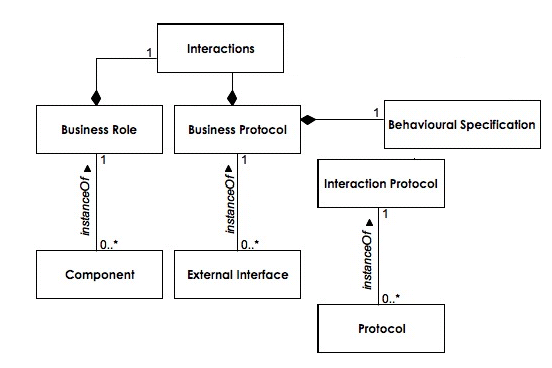 Interactions
1
Business Role
Business Protocol
1
Behavioural Specification
1
instanceOf
0..*
1
instanceOf
0..*
Interaction Protocol
1
instanceOf
0..*
Component
External Interface
Protocol